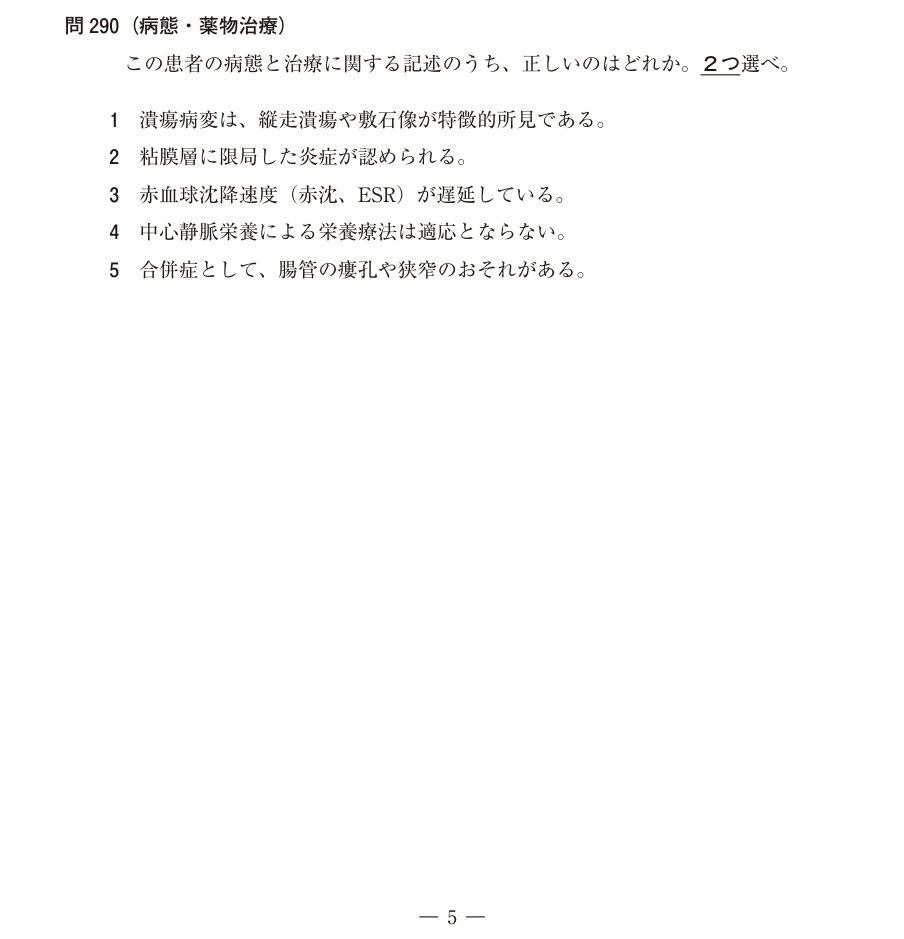 問 290（病態・薬物治療）
この患者の病態と治療に関する記述のうち、正しいのはどれか。２つ選べ。
1 潰瘍病変は、縦走潰瘍や敷石像が特徴的所見である。
2 粘膜層に限局した炎症が認められる。
3 赤血球沈降速度（赤沈、ESR）が遅延している。
4 中心静脈栄養による栄養療法は適応とならない。
5 合併症として、腸管の瘻孔や狭窄のおそれがある。
― 5 ―